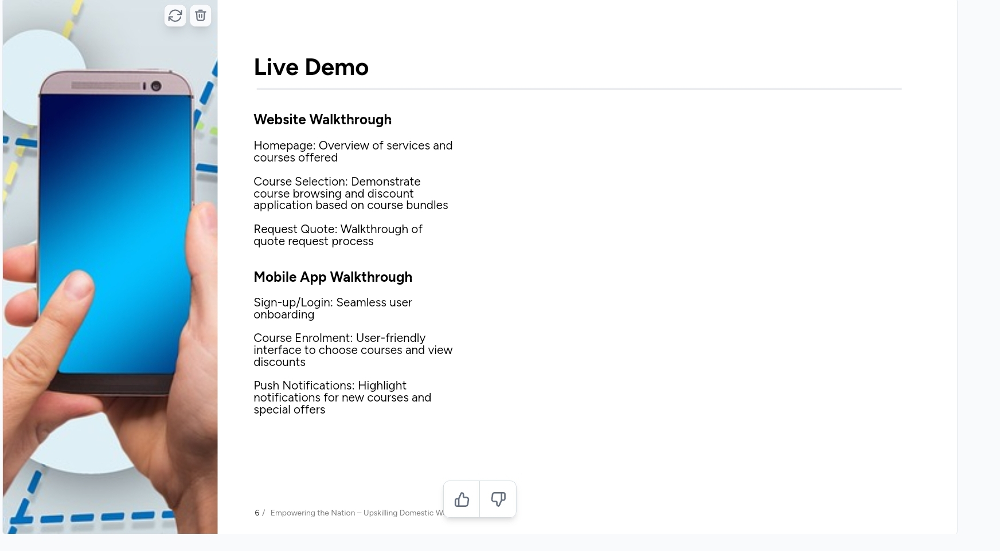 Live Demo
Website Walkthrough
Homepage: Overview of services and
courses offered
Course Selection: Demonstrate
course browsing and discount
application based on course bundles
Request Quote: Walkthrough of
quote request process
Mobile App Walkthrough
Sign-up/Login: Seamless user
onboarding
Course Enrolment: User-friendly
interface to choose courses and view
discounts
Push Notifications: Highlight
notifications for new courses and
special offers
6 / Empowering the Nation – Upskilling Domestic